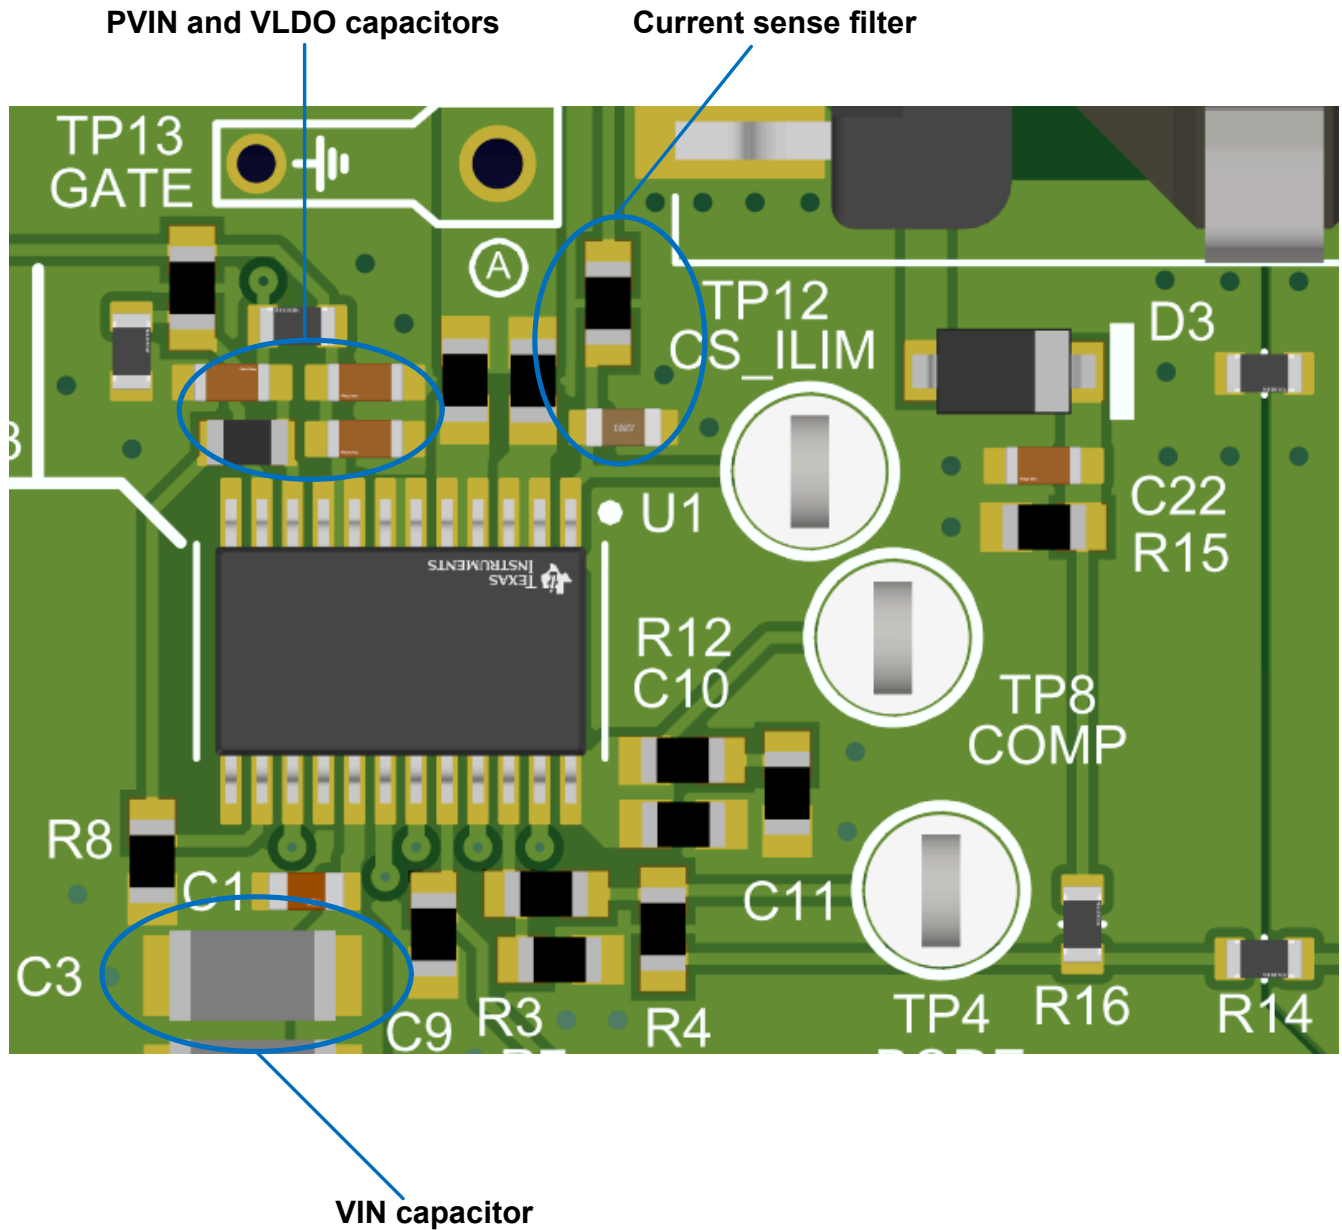 PVIN and VLDO capacitors
Current sense filter
TP13
GATE
A
TP12
CS_ILIM
D3
U1
C22
R15
TEXAS
INSTRUMENTS
R12
C10
TP8
COMP
R8
C1
C11
C3
C9
R3
R4
TP4
R16
R14
VIN capacitor